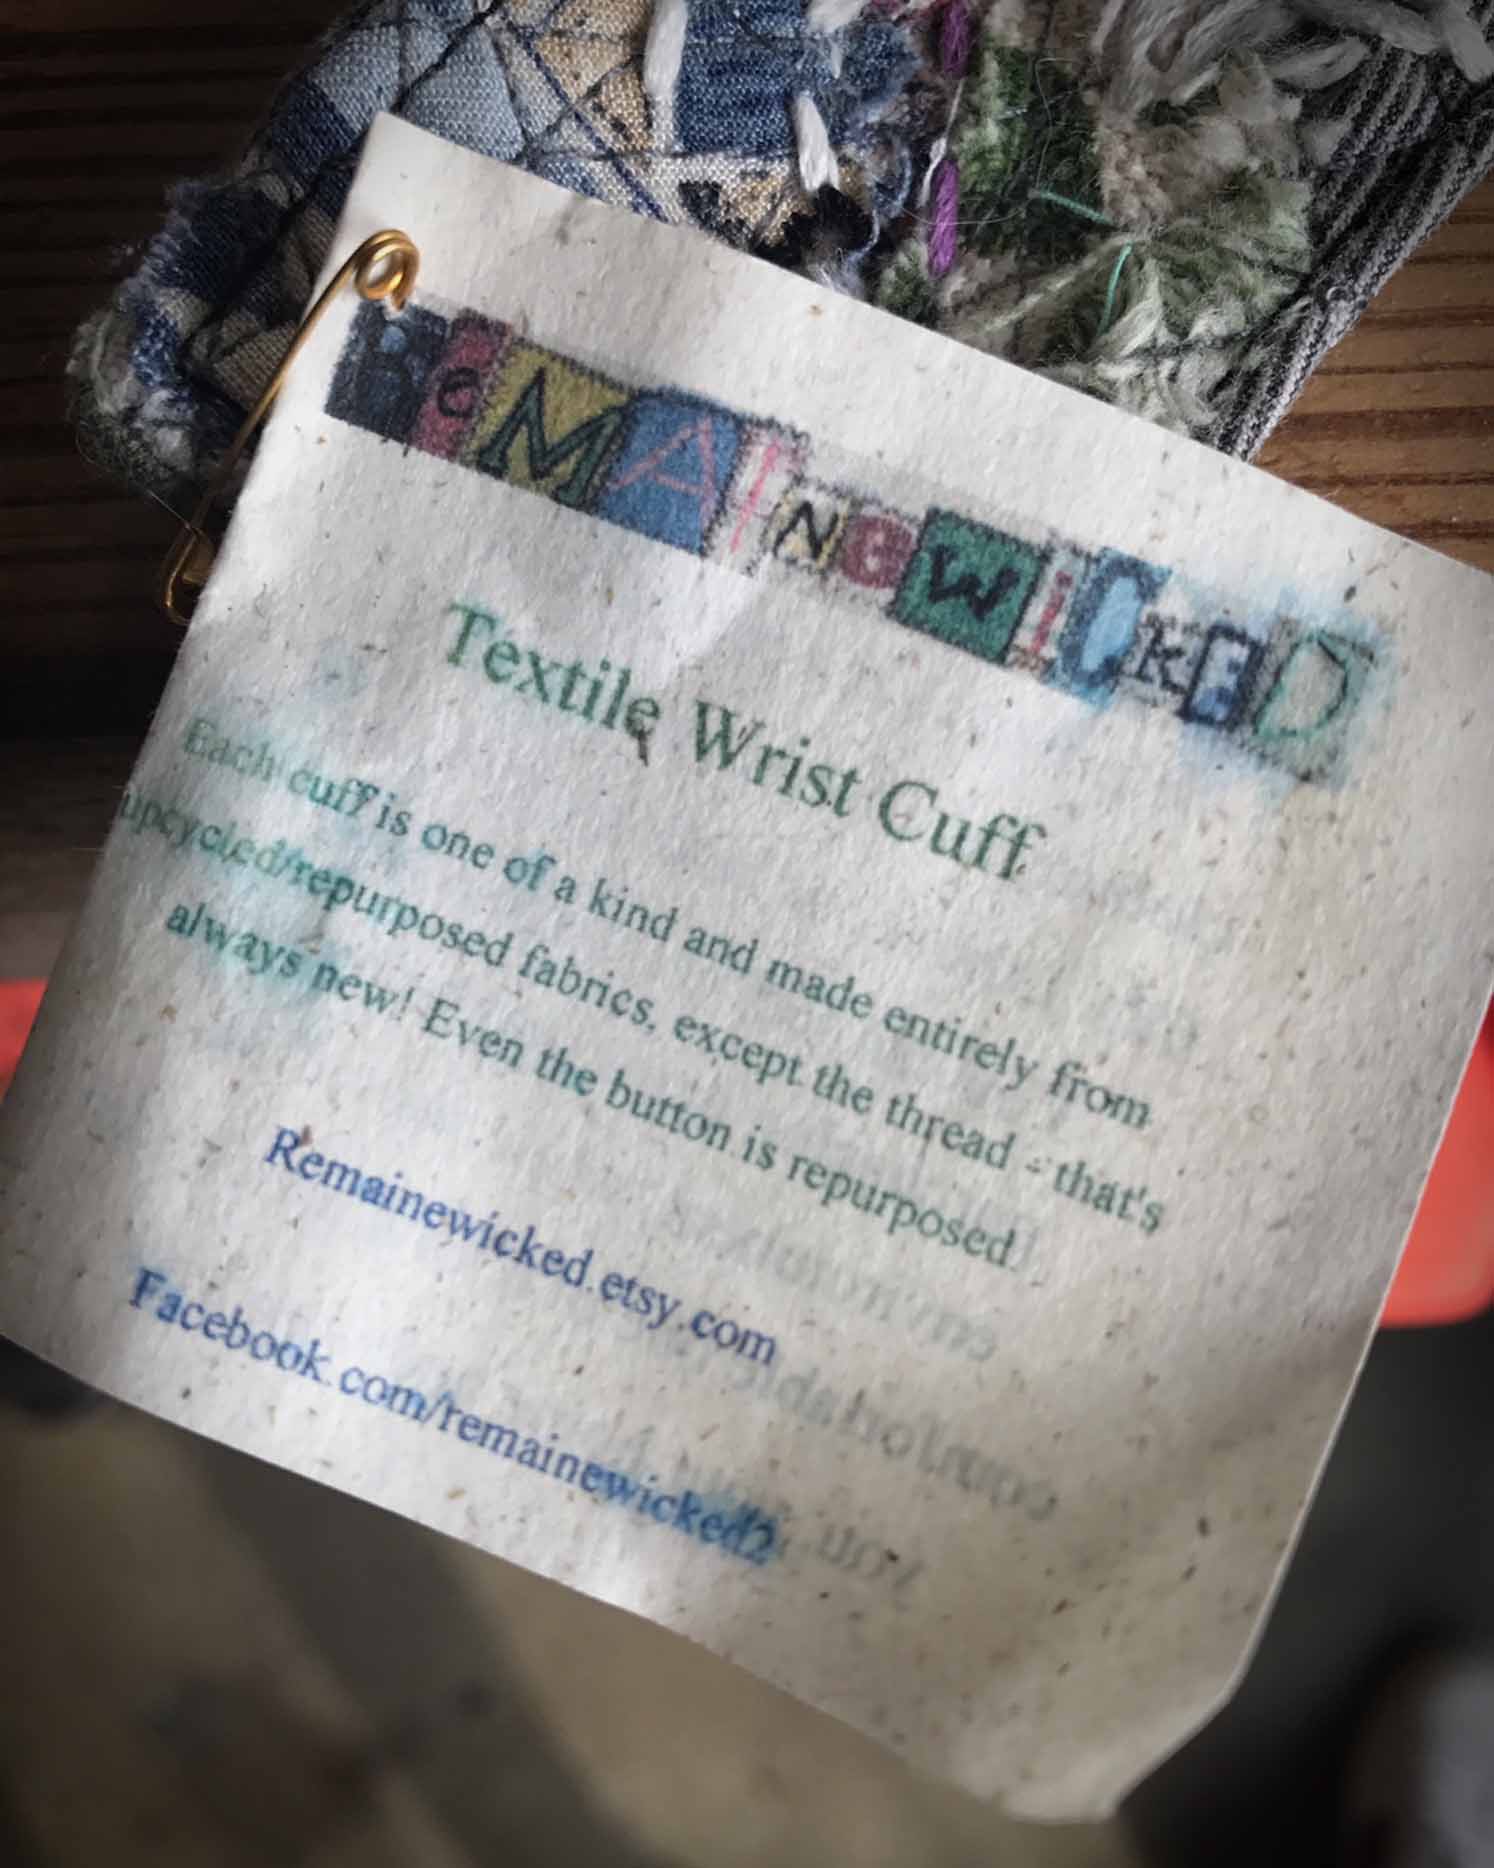 ReMAINeWiCKED
Textile Wrist Cuff
Each cuff is one of a kind and made entirely from
upcycled/repurposed fabrics, except the thread - that's
always new! Even the button is repurposed
Remainewicked.etsy.com
Facebook.com/remainewicked2